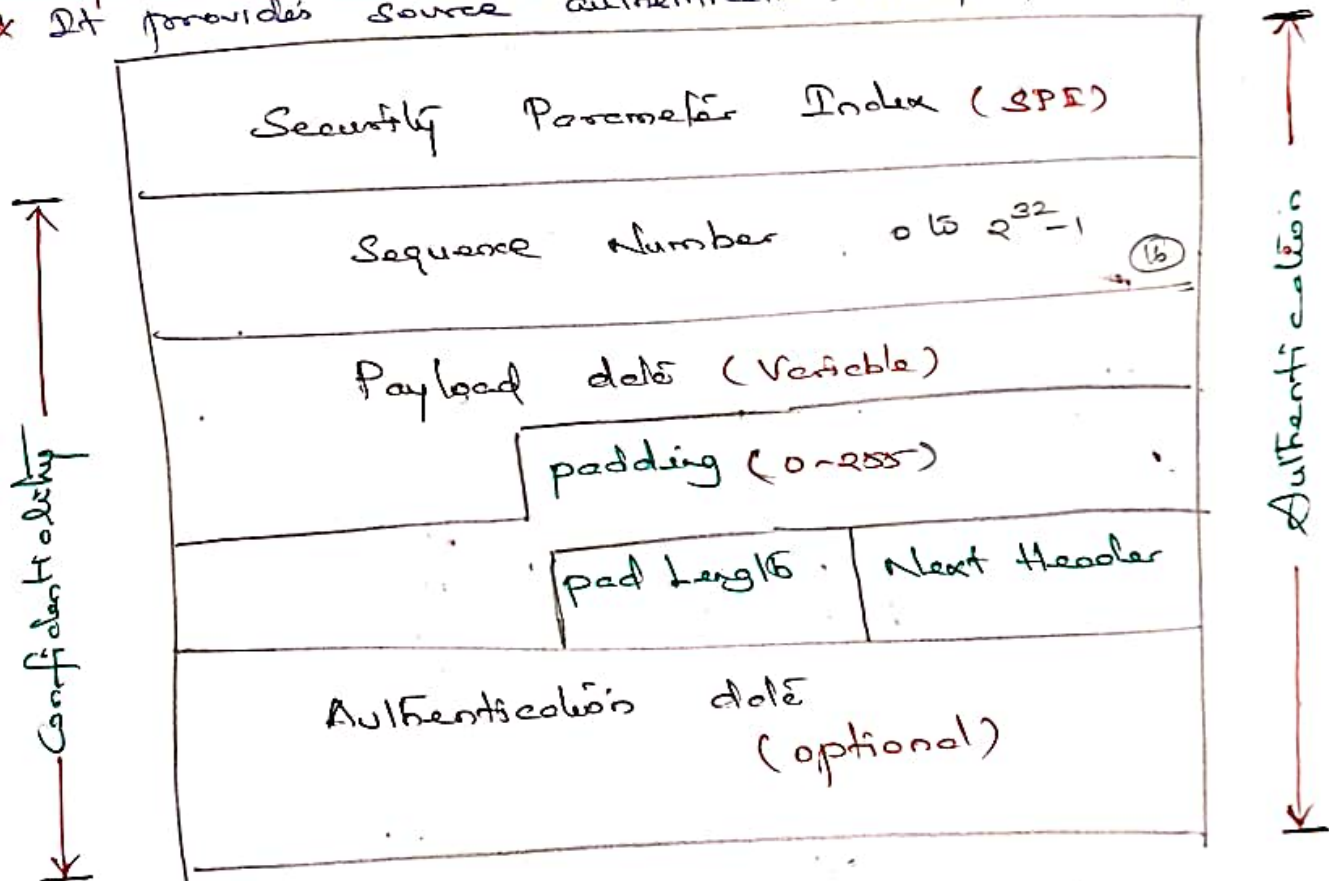 * It provides source
Security Parameter Index (SPI)
Sequence Number 0 to 2^32-1
16
Payload data (Variable)
padding (0-255)
pad Length
Next Header
Authentication data
(optional)
Confidentiality
Authentication